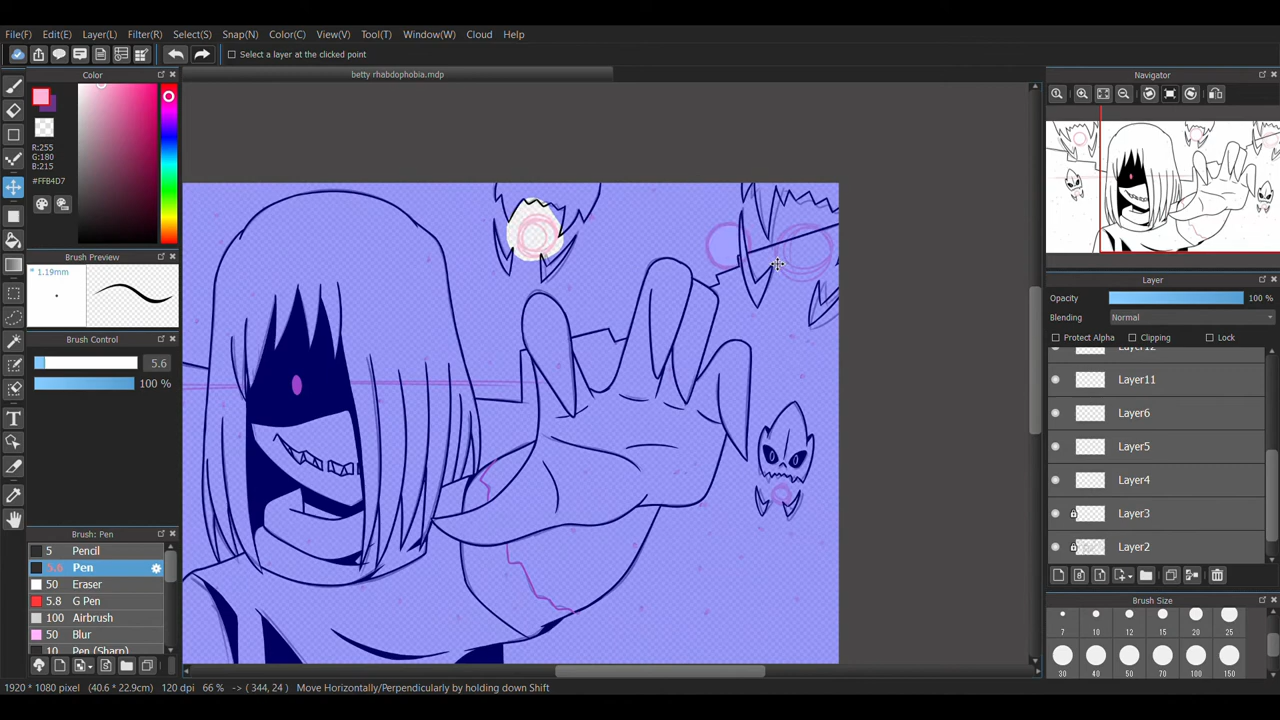 File(F) Edit(E) Layer(L) Filter(R) Select(S) Snap(N) Color(C) View(V) Tool(T) Window(W) Cloud Help
Select a layer at the clicked point
betty rhabdophobia.mdp
Color
R:255
G:180
B:215
#FFB4D7
Brush Preview
* 1.19mm
Brush Control
5.6
100 %
Brush: Pen
5 Pencil
5.6 Pen
50 Eraser
5.8 G Pen
100 Airbrush
50 Blur
10 Pen (Sharp)
Navigator
Layer
Opacity 100 %
Blending Normal
Protect Alpha Clipping Lock
Layer12
Layer11
Layer6
Layer5
Layer4
Layer3
Layer2
Brush Size
7 10 12 15 20 25
30 40 50 70 100 150
1920 * 1080 pixel (40.6 * 22.9cm) 120 dpi 66 % -> ( 344, 24 ) Move Horizontally/Perpendicularly by holding down Shift